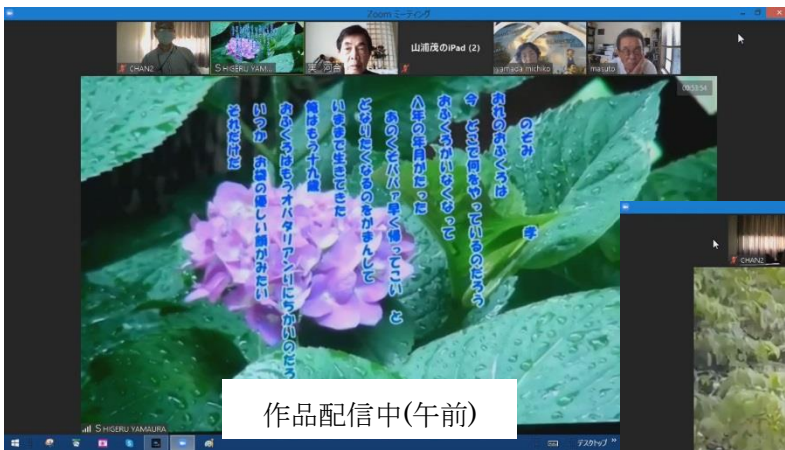 Zoom ミーティング
CHAN2
SHIGERU YAM...
山浦茂のiPad (2)
yamada michiko
masuto
00:53:54
のぞみ 孝
おれのおふくろは
今 どこで何をやっているのだろう
おふくろがいなくなって
八年の年月がたった
あのくそババァ早く帰ってこい と
どなりたくなるのをがまんして
いままで生きてきた
俺はもう十九歳
おふくろはもうオバタリアンりにちかいのだろ
いつか お袋の優しい顔がみたい
それだけだ
SHIGERU YAMAURA
作品配信中(午前)
デスクトップ
CHAN2